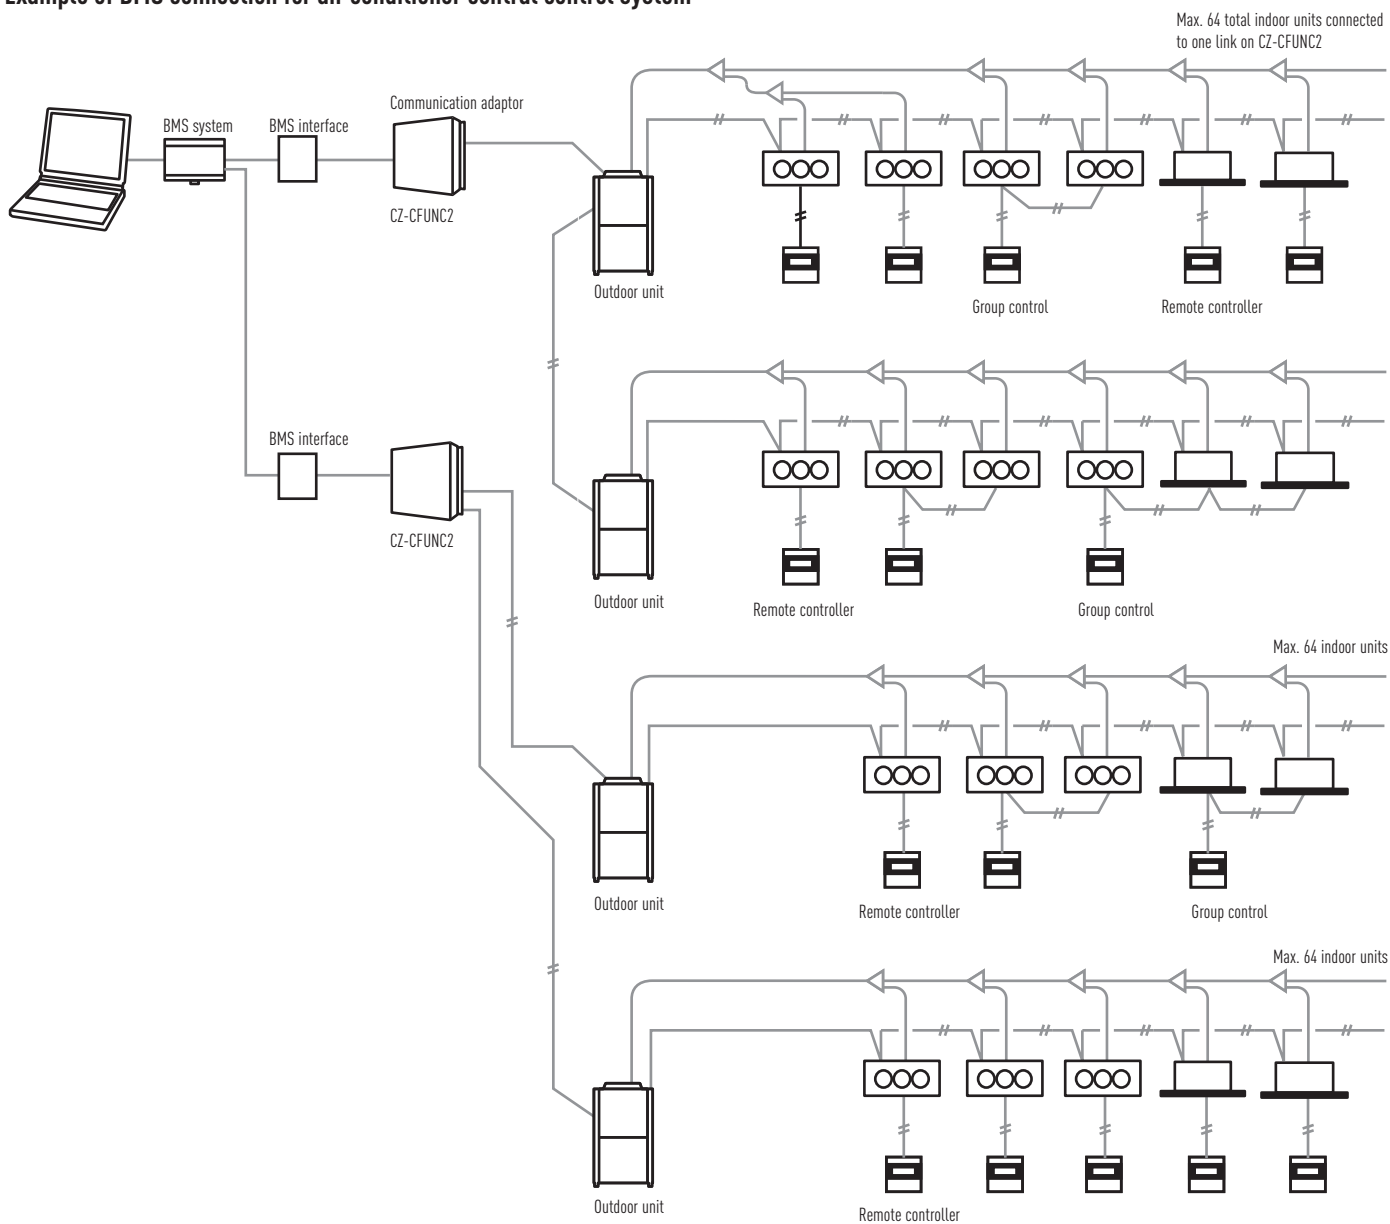 Example of BMS connection for air conditioner central control system
Max. 64 total indoor units connected
to one link on CZ-CFUNC2
Communication adaptor
BMS system
BMS interface
CZ-CFUNC2
Outdoor unit
Group control
Remote controller
BMS interface
CZ-CFUNC2
Outdoor unit
Remote controller
Group control
Max. 64 indoor units
Outdoor unit
Remote controller
Group control
Max. 64 indoor units
Outdoor unit
Remote controller